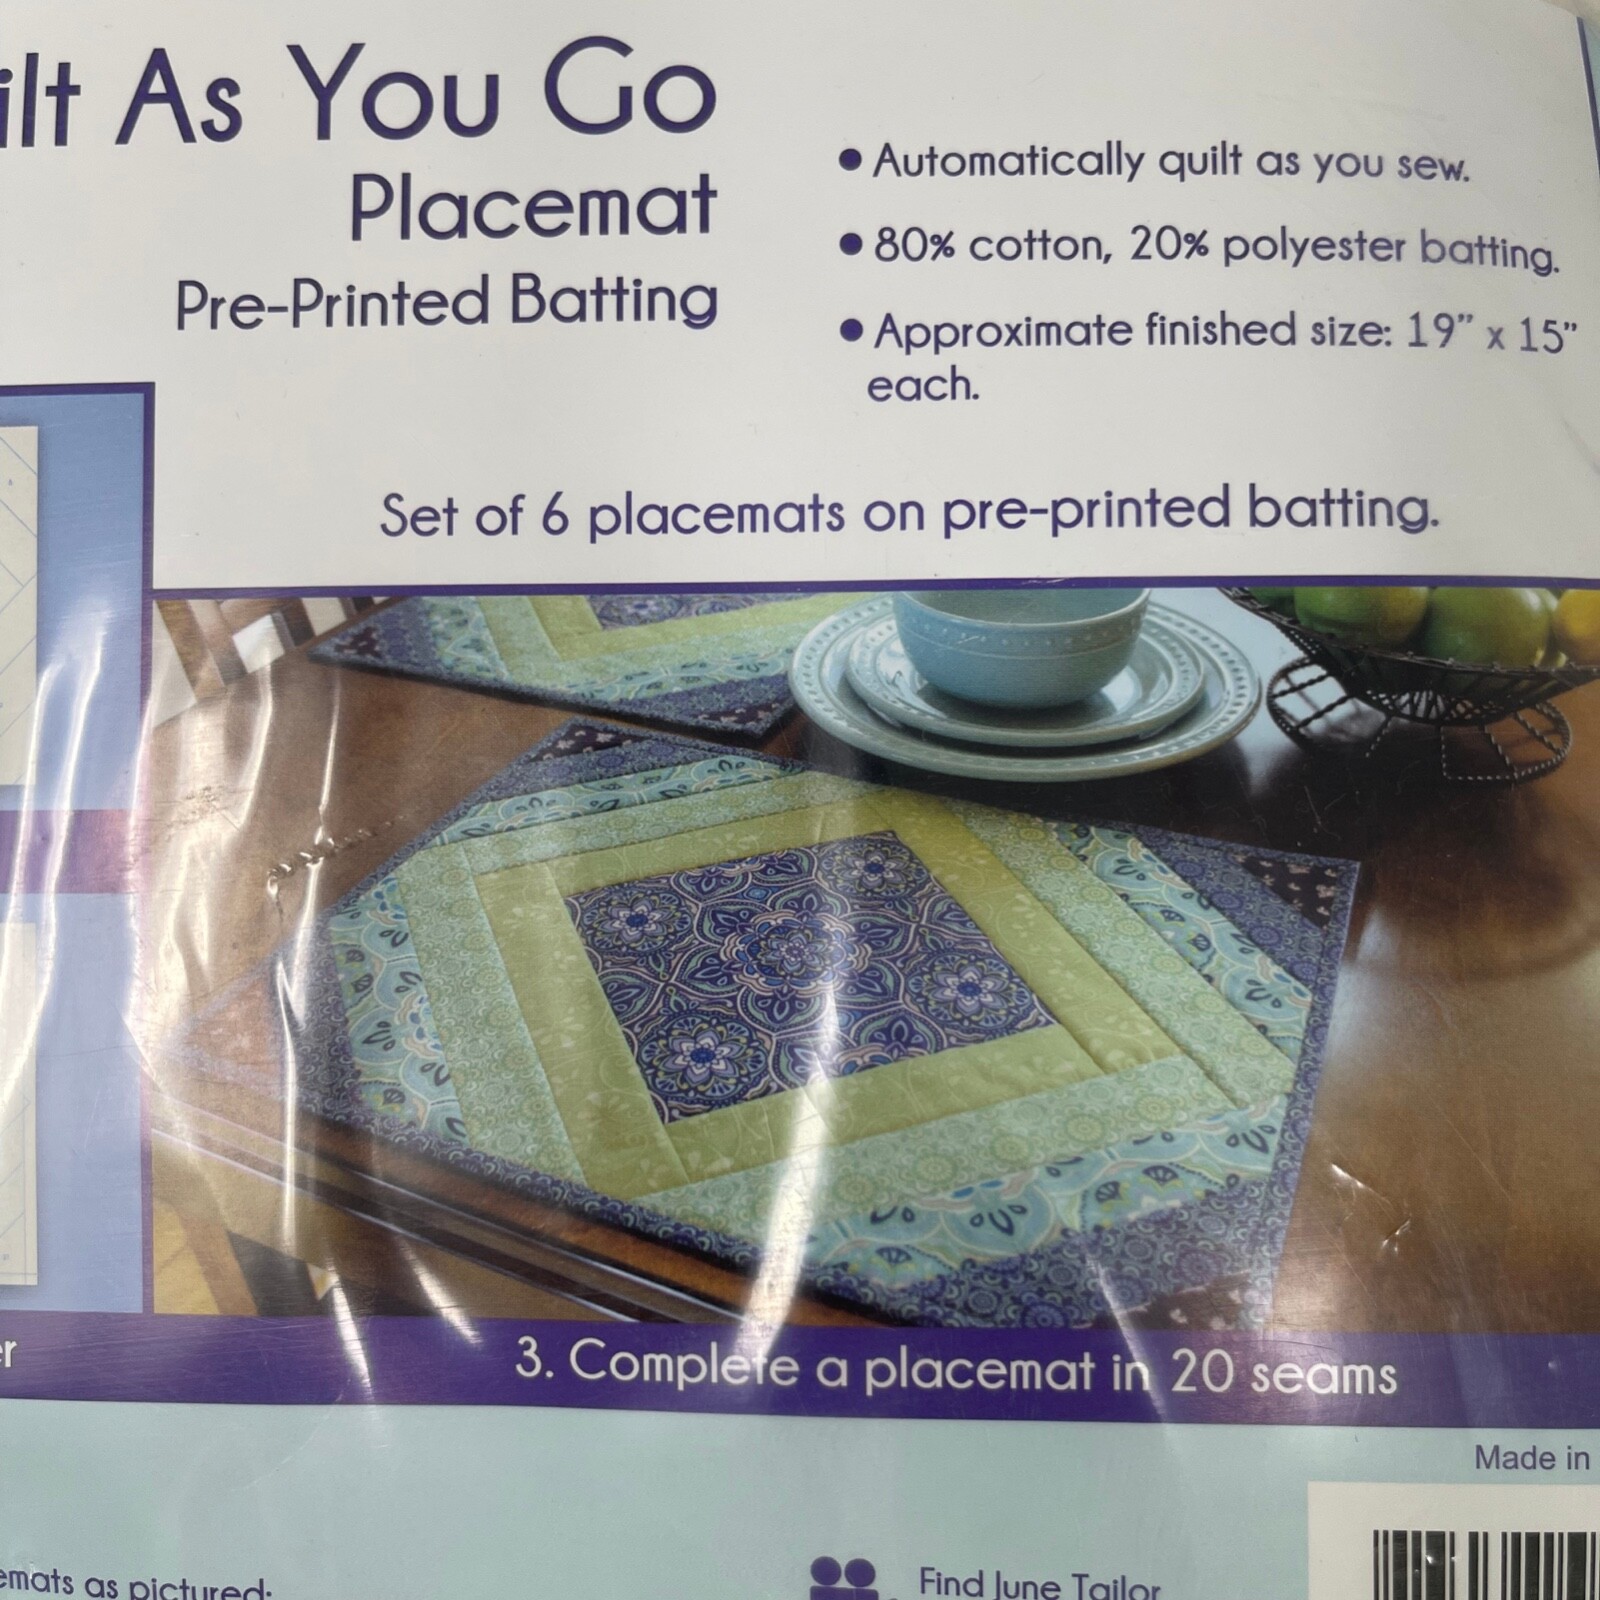 ilt As You Go
Placemat
Pre-Printed Batting
● Automatically quilt as you sew.
● 80% cotton, 20% polyester batting.
● Approximate finished size: 19" x 15"
each.
Set of 6 placemats on pre-printed batting.
er
3. Complete a placemat in 20 seams
Made in
emats as pictured:
Find June Tailor